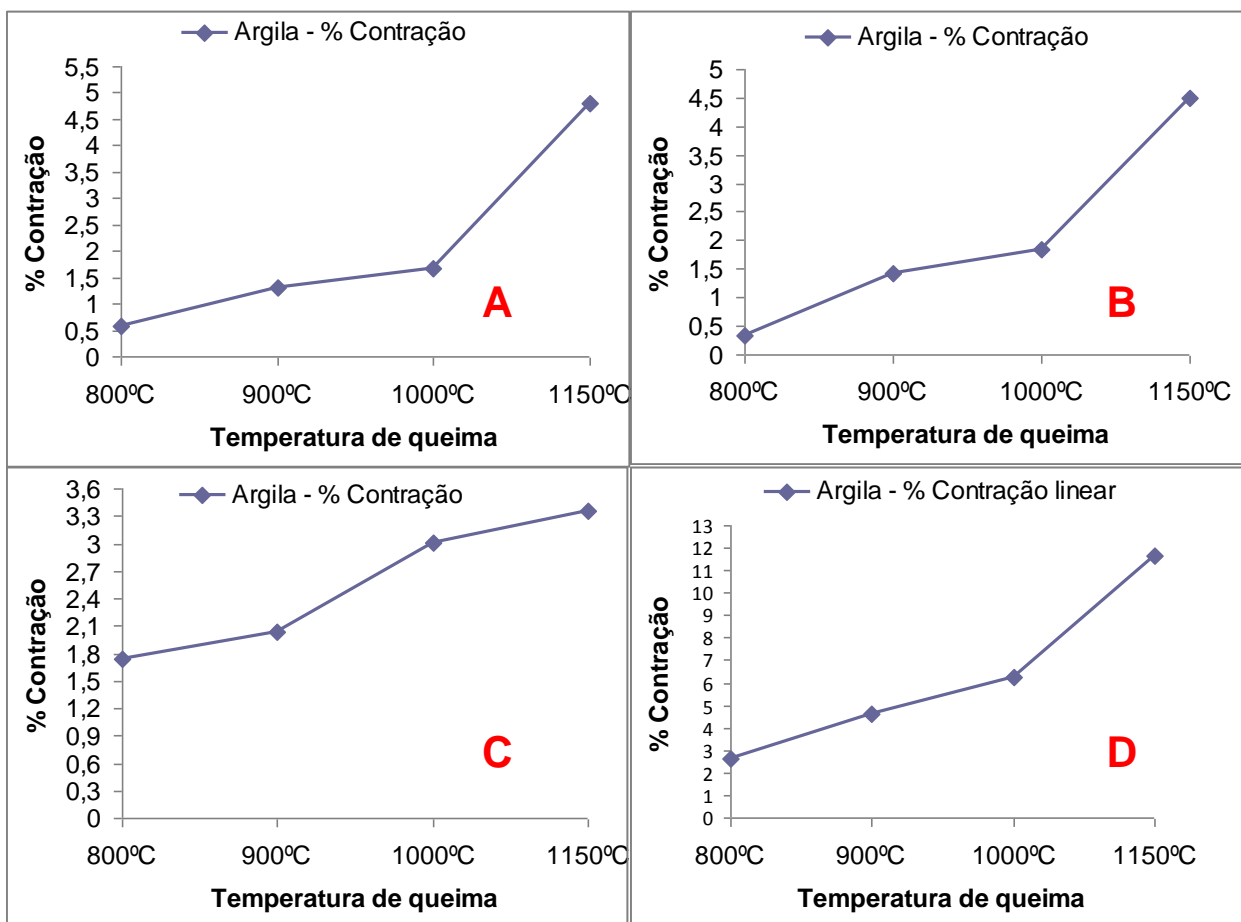 Argila - % Contração
5,5
5
4,5
4
3,5
3
2,5
2
1,5
1
0,5
0
% Contração
800ºC 900ºC 1000ºC 1150ºC
Temperatura de queima
A
Argila - % Contração
5
4,5
4
3,5
3
2,5
2
1,5
1
0,5
0
% Contração
800ºC 900ºC 1000ºC 1150ºC
Temperatura de queima
B
Argila - % Contração
3,6
3,3
3
2,7
2,4
2,1
1,8
1,5
1,2
0,9
0,6
0,3
0
% Contração
800ºC 900ºC 1000ºC 1150ºC
Temperatura de queima
C
Argila - % Contração linear
13
12
11
10
9
8
7
6
5
4
3
2
1
0
% Contração
800ºC 900ºC 1000ºC 1150ºC
Temperatura de queima
D